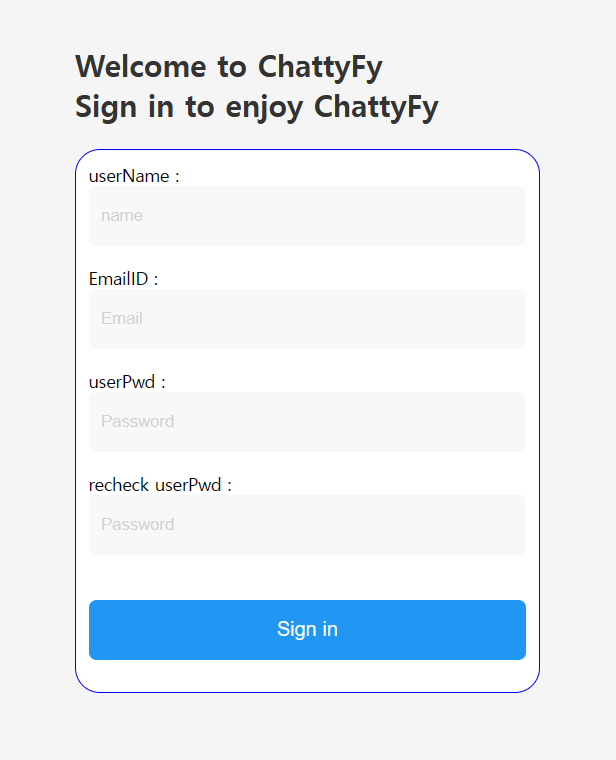 Welcome to ChattyFy
Sign in to enjoy ChattyFy
userName :
name
EmailID :
Email
userPwd :
Password
recheck userPwd :
Password
Sign in